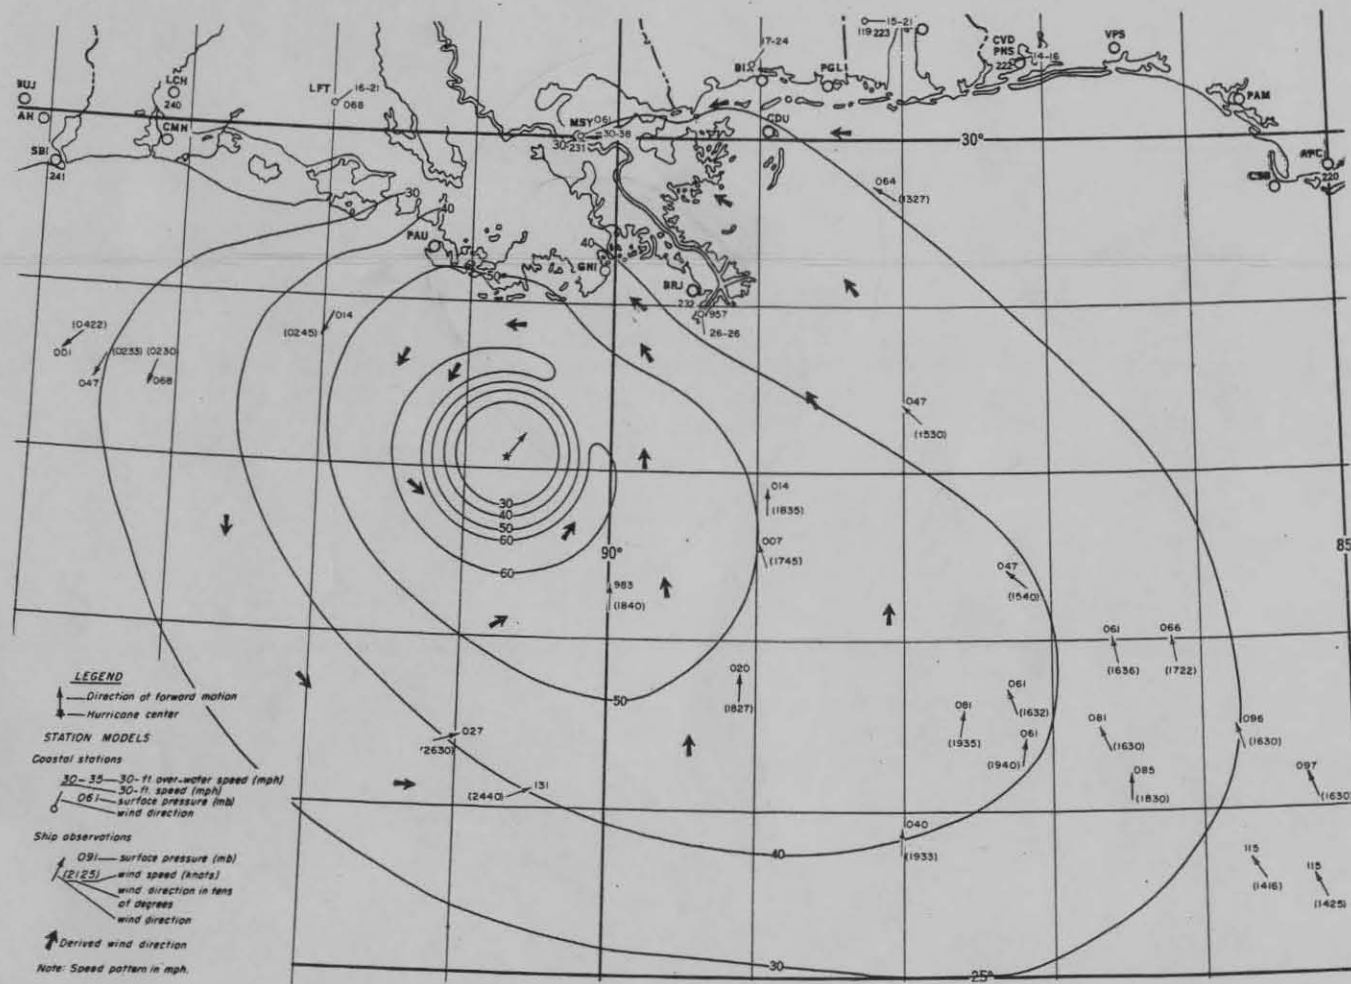 15-21
119 223
17-24
CVD
PNS
222
14-16
VPS
BUJ
LCH
240
LFT
16-21
068
BIX
PGL
PAM
AH
CMN
MSY
061
30-38
30-231
CDU
30°
SBI
241
220
CSB
30
40
064
(1327)
PAU
40
GNI
50
BRJ
232
957
26-26
(0422)
001
014
(0245)
(0233)
(0230)
047
068
047
(1530)
30
40
50
60
60
014
(1835)
90°
007
(1745)
85
983
(1840)
047
(1540)
061
(1636)
066
(1722)
020
(1827)
50
061
(1632)
081
(1935)
061
(1940)
081
(1630)
096
(1630)
085
(1830)
097
(1630)
027
(2630)
131
(2440)
040
(1933)
40
115
(1416)
115
(1425)
30
25°
LEGEND
Direction of forward motion
Hurricane center
STATION MODELS
Coastal stations
30-35—30-ft. over-water speed (mph)
30-ft. speed (mph)
061—surface pressure (mb)
wind direction
Ship observations
091—surface pressure (mb)
(2125) wind speed (knots)
wind direction in tens
of degrees
wind direction
Derived wind direction
Note: Speed pattern in mph.